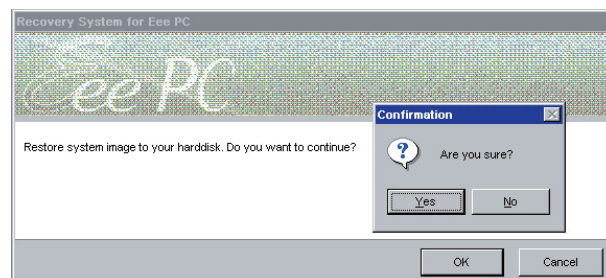 Recovery System for Eee PC
Eee PC
Confirmation
Restore system image to your harddisk. Do you want to continue?
?
Are you sure?
Yes
No
OK
Cancel